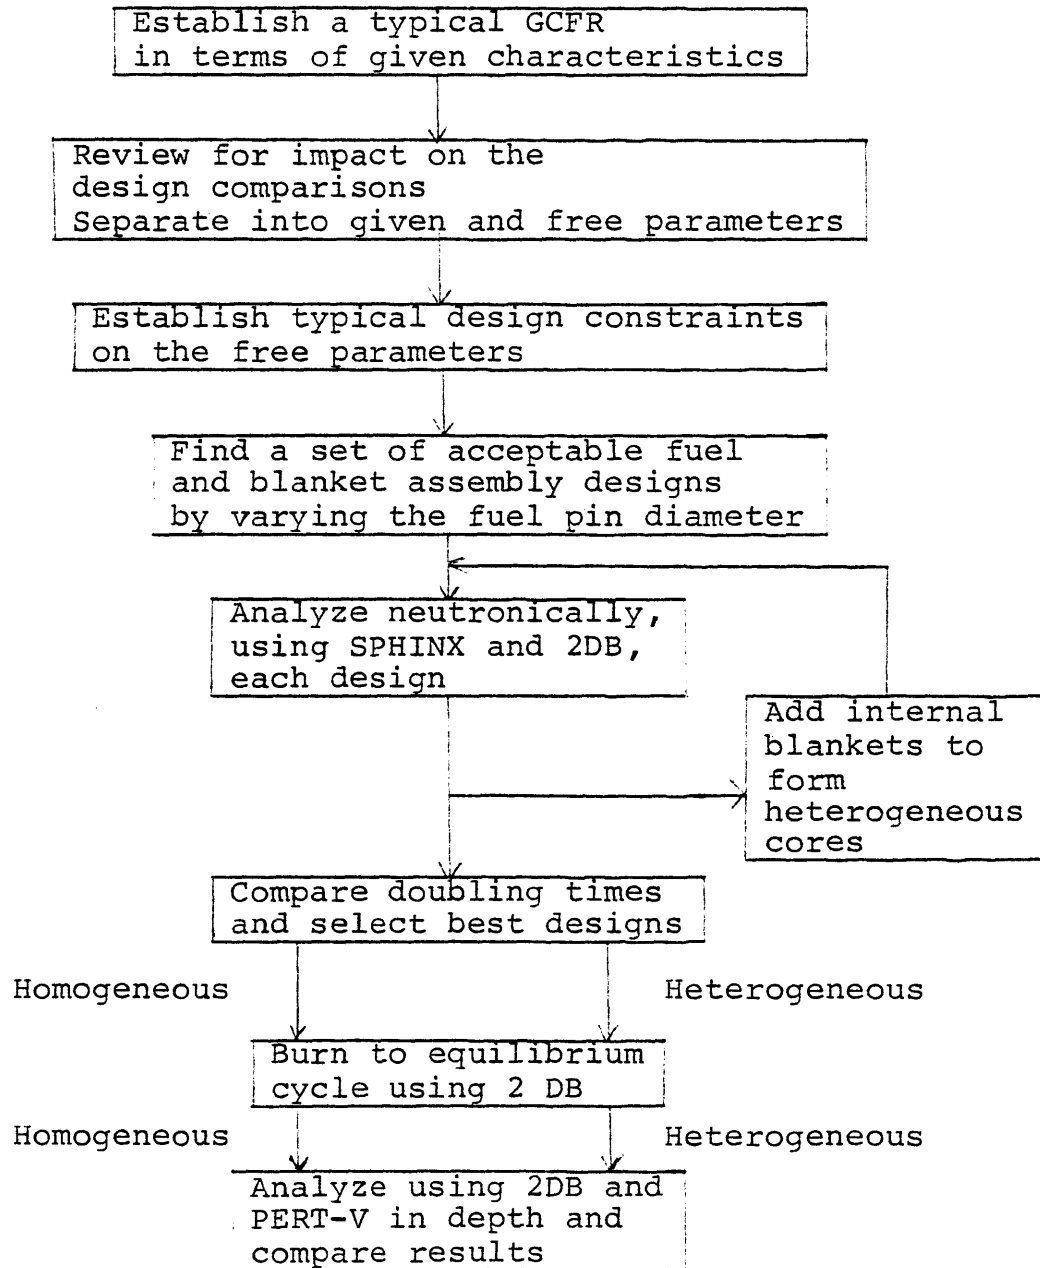 Establish a typical GCFR
in terms of given characteristics
Review for impact on the
design comparisons
Separate into given and free parameters
Establish typical design constraints
on the free parameters
Find a set of acceptable fuel
and blanket assembly designs
by varying the fuel pin diameter
Analyze neutronically,
using SPHINX and 2DB,
each design
Add internal
blankets to
form
heterogeneous
cores
Compare doubling times
and select best designs
Homogeneous
Heterogeneous
Burn to equilibrium
cycle using 2 DB
Homogeneous
Heterogeneous
Analyze using 2DB and
PERT-V in depth and
compare results